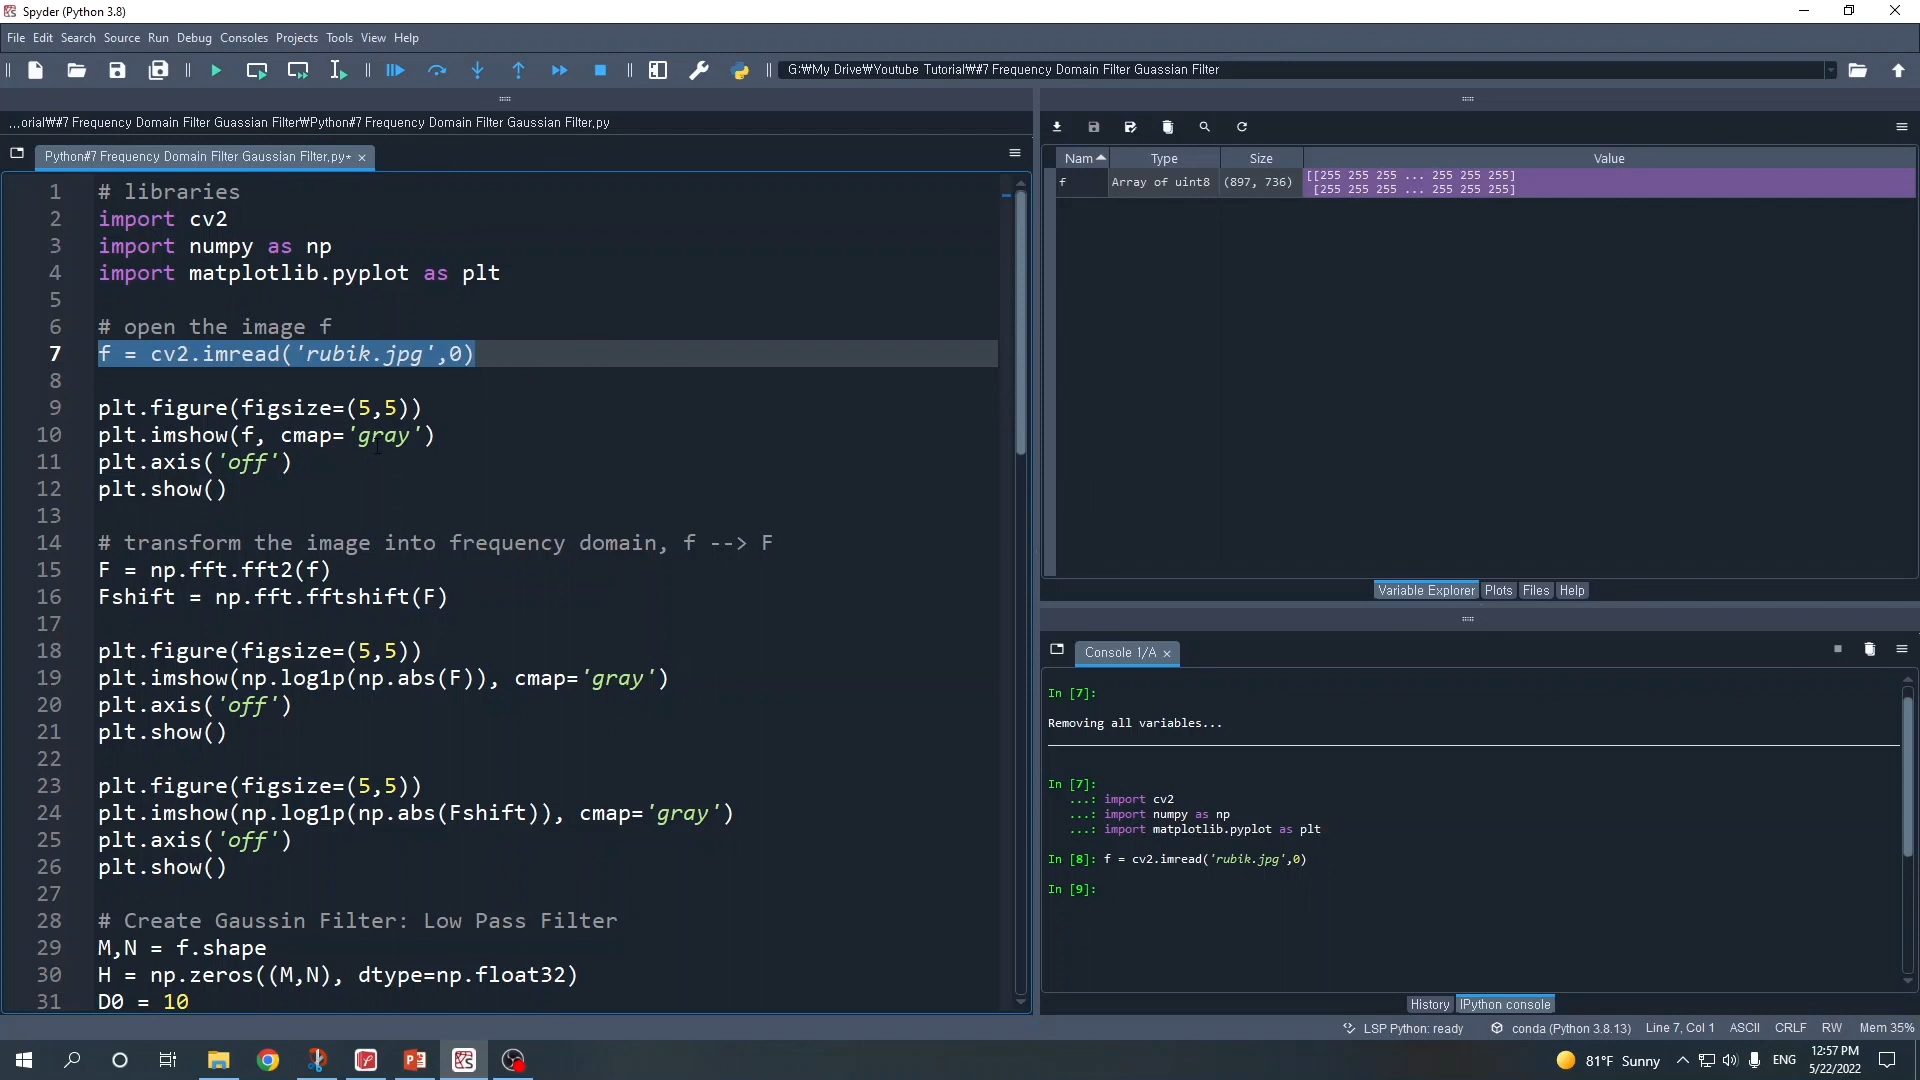 Spyder (Python 3.8)
File Edit Search Source Run Debug Consoles Projects Tools View Help
G:₩My Drive₩Youtube Tutorial₩#7 Frequency Domain Filter Guassian Filter
...orial₩#7 Frequency Domain Filter Guassian Filter₩Python#7 Frequency Domain Filter Gaussian Filter.py
Python#7 Frequency Domain Filter Gaussian Filter.py*
1 # libraries
2 import cv2
3 import numpy as np
4 import matplotlib.pyplot as plt
5
6 # open the image f
7 f = cv2.imread('rubik.jpg',0)
8
9 plt.figure(figsize=(5,5))
10 plt.imshow(f, cmap='gray')
11 plt.axis('off')
12 plt.show()
13
14 # transform the image into frequency domain, f --> F
15 F = np.fft.fft2(f)
16 Fshift = np.fft.fftshift(F)
17
18 plt.figure(figsize=(5,5))
19 plt.imshow(np.log1p(np.abs(F)), cmap='gray')
20 plt.axis('off')
21 plt.show()
22
23 plt.figure(figsize=(5,5))
24 plt.imshow(np.log1p(np.abs(Fshift)), cmap='gray')
25 plt.axis('off')
26 plt.show()
27
28 # Create Gaussin Filter: Low Pass Filter
29 M,N = f.shape
30 H = np.zeros((M,N), dtype=np.float32)
31 D0 = 10
Nam Type Size Value
f Array of uint8 (897, 736) [[255 255 255 ... 255 255 255]
[255 255 255 ... 255 255 255]
Variable Explorer Plots Files Help
Console 1/A
In [7]:
Removing all variables...
In [7]:
...: import cv2
...: import numpy as np
...: import matplotlib.pyplot as plt
In [8]: f = cv2.imread('rubik.jpg',0)
In [9]:
History IPython console
LSP Python: ready conda (Python 3.8.13) Line 7, Col 1 ASCII CRLF RW Mem 35%
81°F Sunny ENG 12:57 PM
5/22/2022